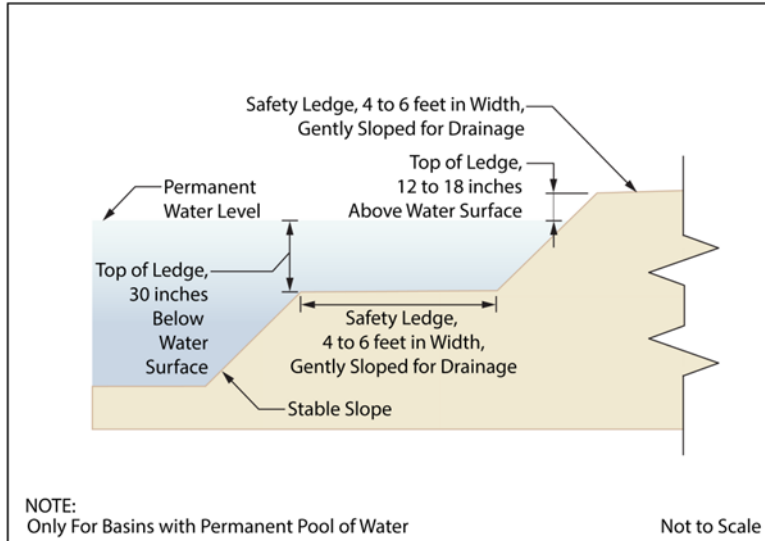 Safety Ledge, 4 to 6 feet in Width,
Gently Sloped for Drainage
Top of Ledge,
12 to 18 inches
Above Water Surface
Permanent
Water Level
Top of Ledge,
30 inches
Below
Water
Surface
Safety Ledge,
4 to 6 feet in Width,
Gently Sloped for Drainage
Stable Slope
NOTE:
Only For Basins with Permanent Pool of Water
Not to Scale